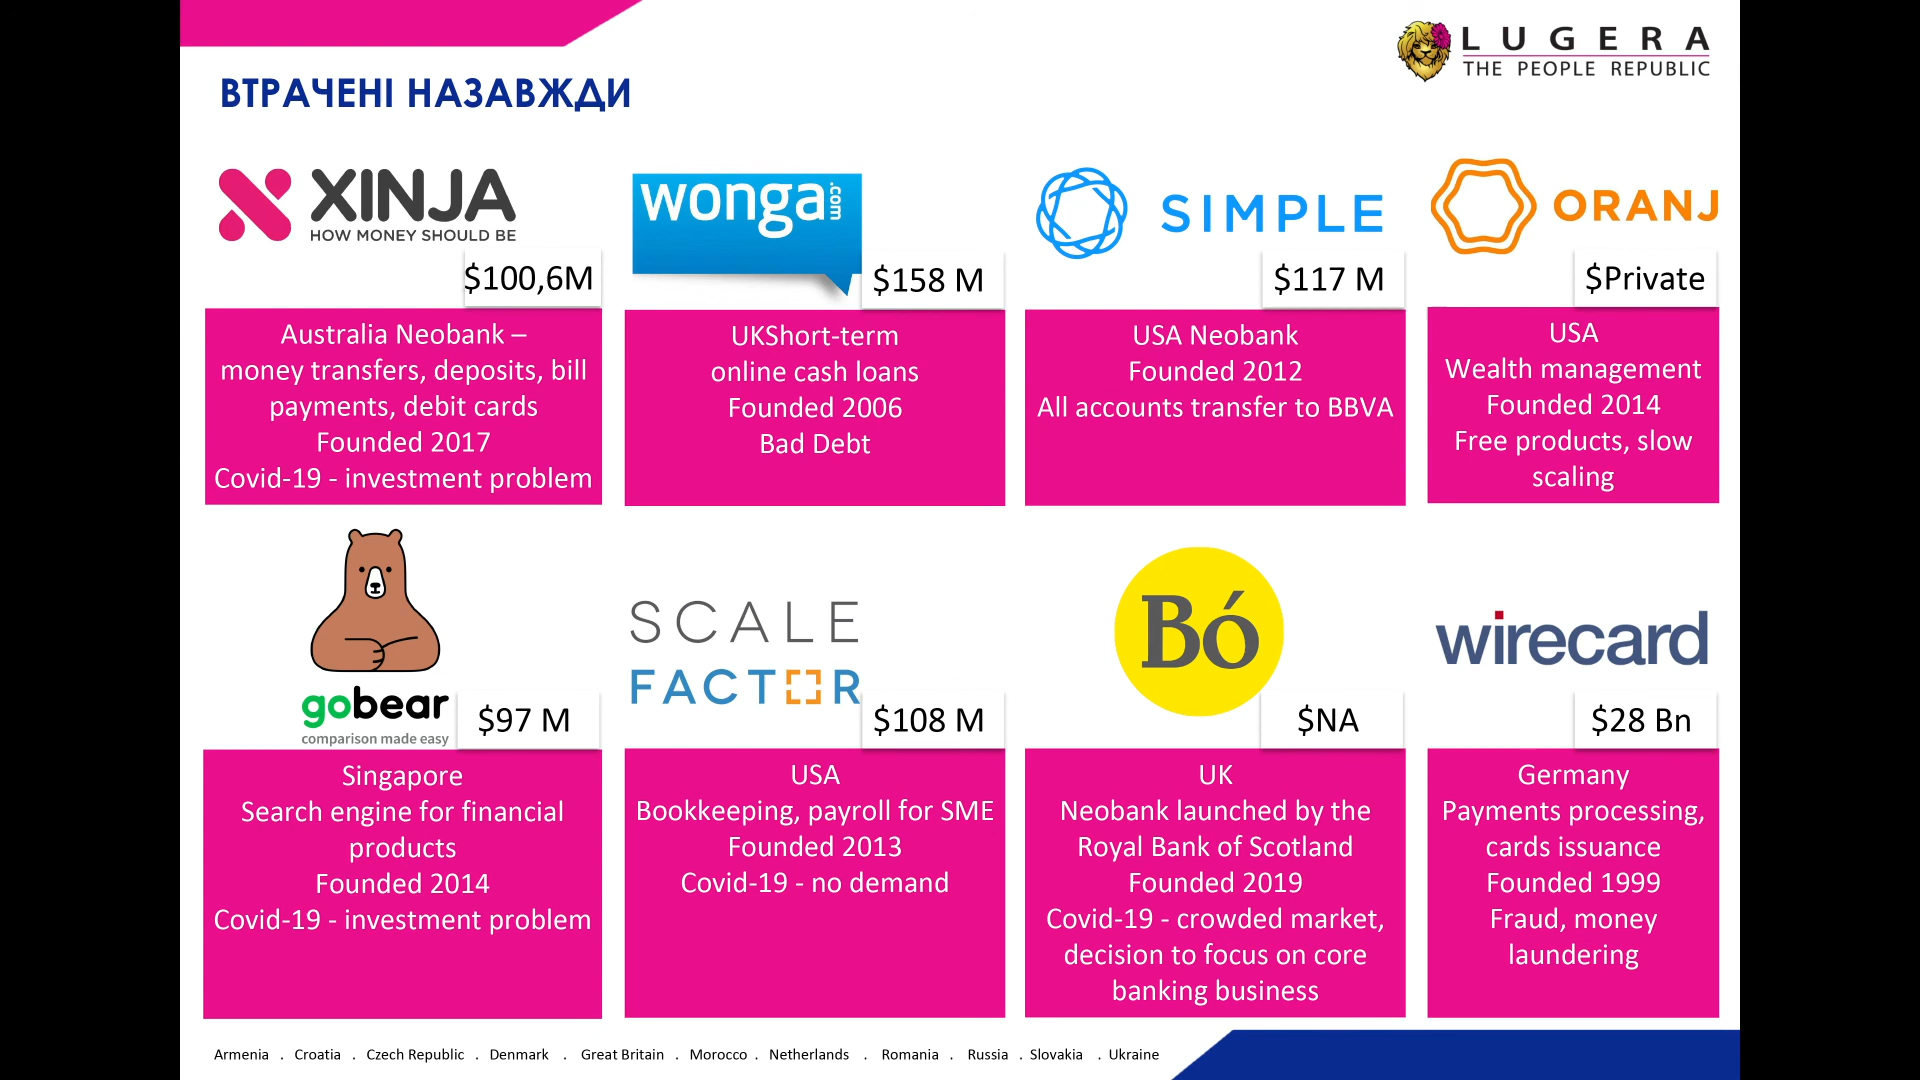 LUGERA
THE PEOPLE REPUBLIC
ВТРАЧЕНІ НАЗАВЖДИ
XINJA
HOW MONEY SHOULD BE
$100,6M
Australia Neobank –
money transfers, deposits, bill
payments, debit cards
Founded 2017
Covid-19 - investment problem
wonga.com
$158 M
UKShort-term
online cash loans
Founded 2006
Bad Debt
SIMPLE
$117 M
USA Neobank
Founded 2012
All accounts transfer to BBVA
ORANJ
$Private
USA
Wealth management
Founded 2014
Free products, slow
scaling
gobear
comparison made easy
$97 M
Singapore
Search engine for financial
products
Founded 2014
Covid-19 - investment problem
SCALE
FACTOR
$108 M
USA
Bookkeeping, payroll for SME
Founded 2013
Covid-19 - no demand
Bó
$NA
UK
Neobank launched by the
Royal Bank of Scotland
Founded 2019
Covid-19 - crowded market,
decision to focus on core
banking business
wirecard
$28 Bn
Germany
Payments processing,
cards issuance
Founded 1999
Fraud, money
laundering
Armenia . Croatia . Czech Republic . Denmark . Great Britain . Morocco . Netherlands . Romania . Russia . Slovakia . Ukraine